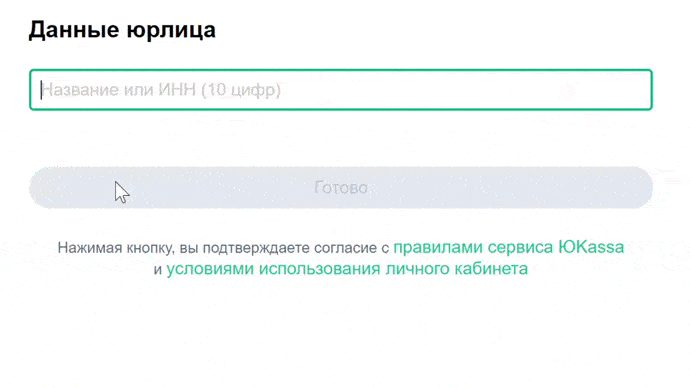 Данные юрлица
Название или ИНН (10 цифр)
Готово
Нажимая кнопку, вы подтверждаете согласие с правилами сервиса ЮKassa
и условиями использования личного кабинета